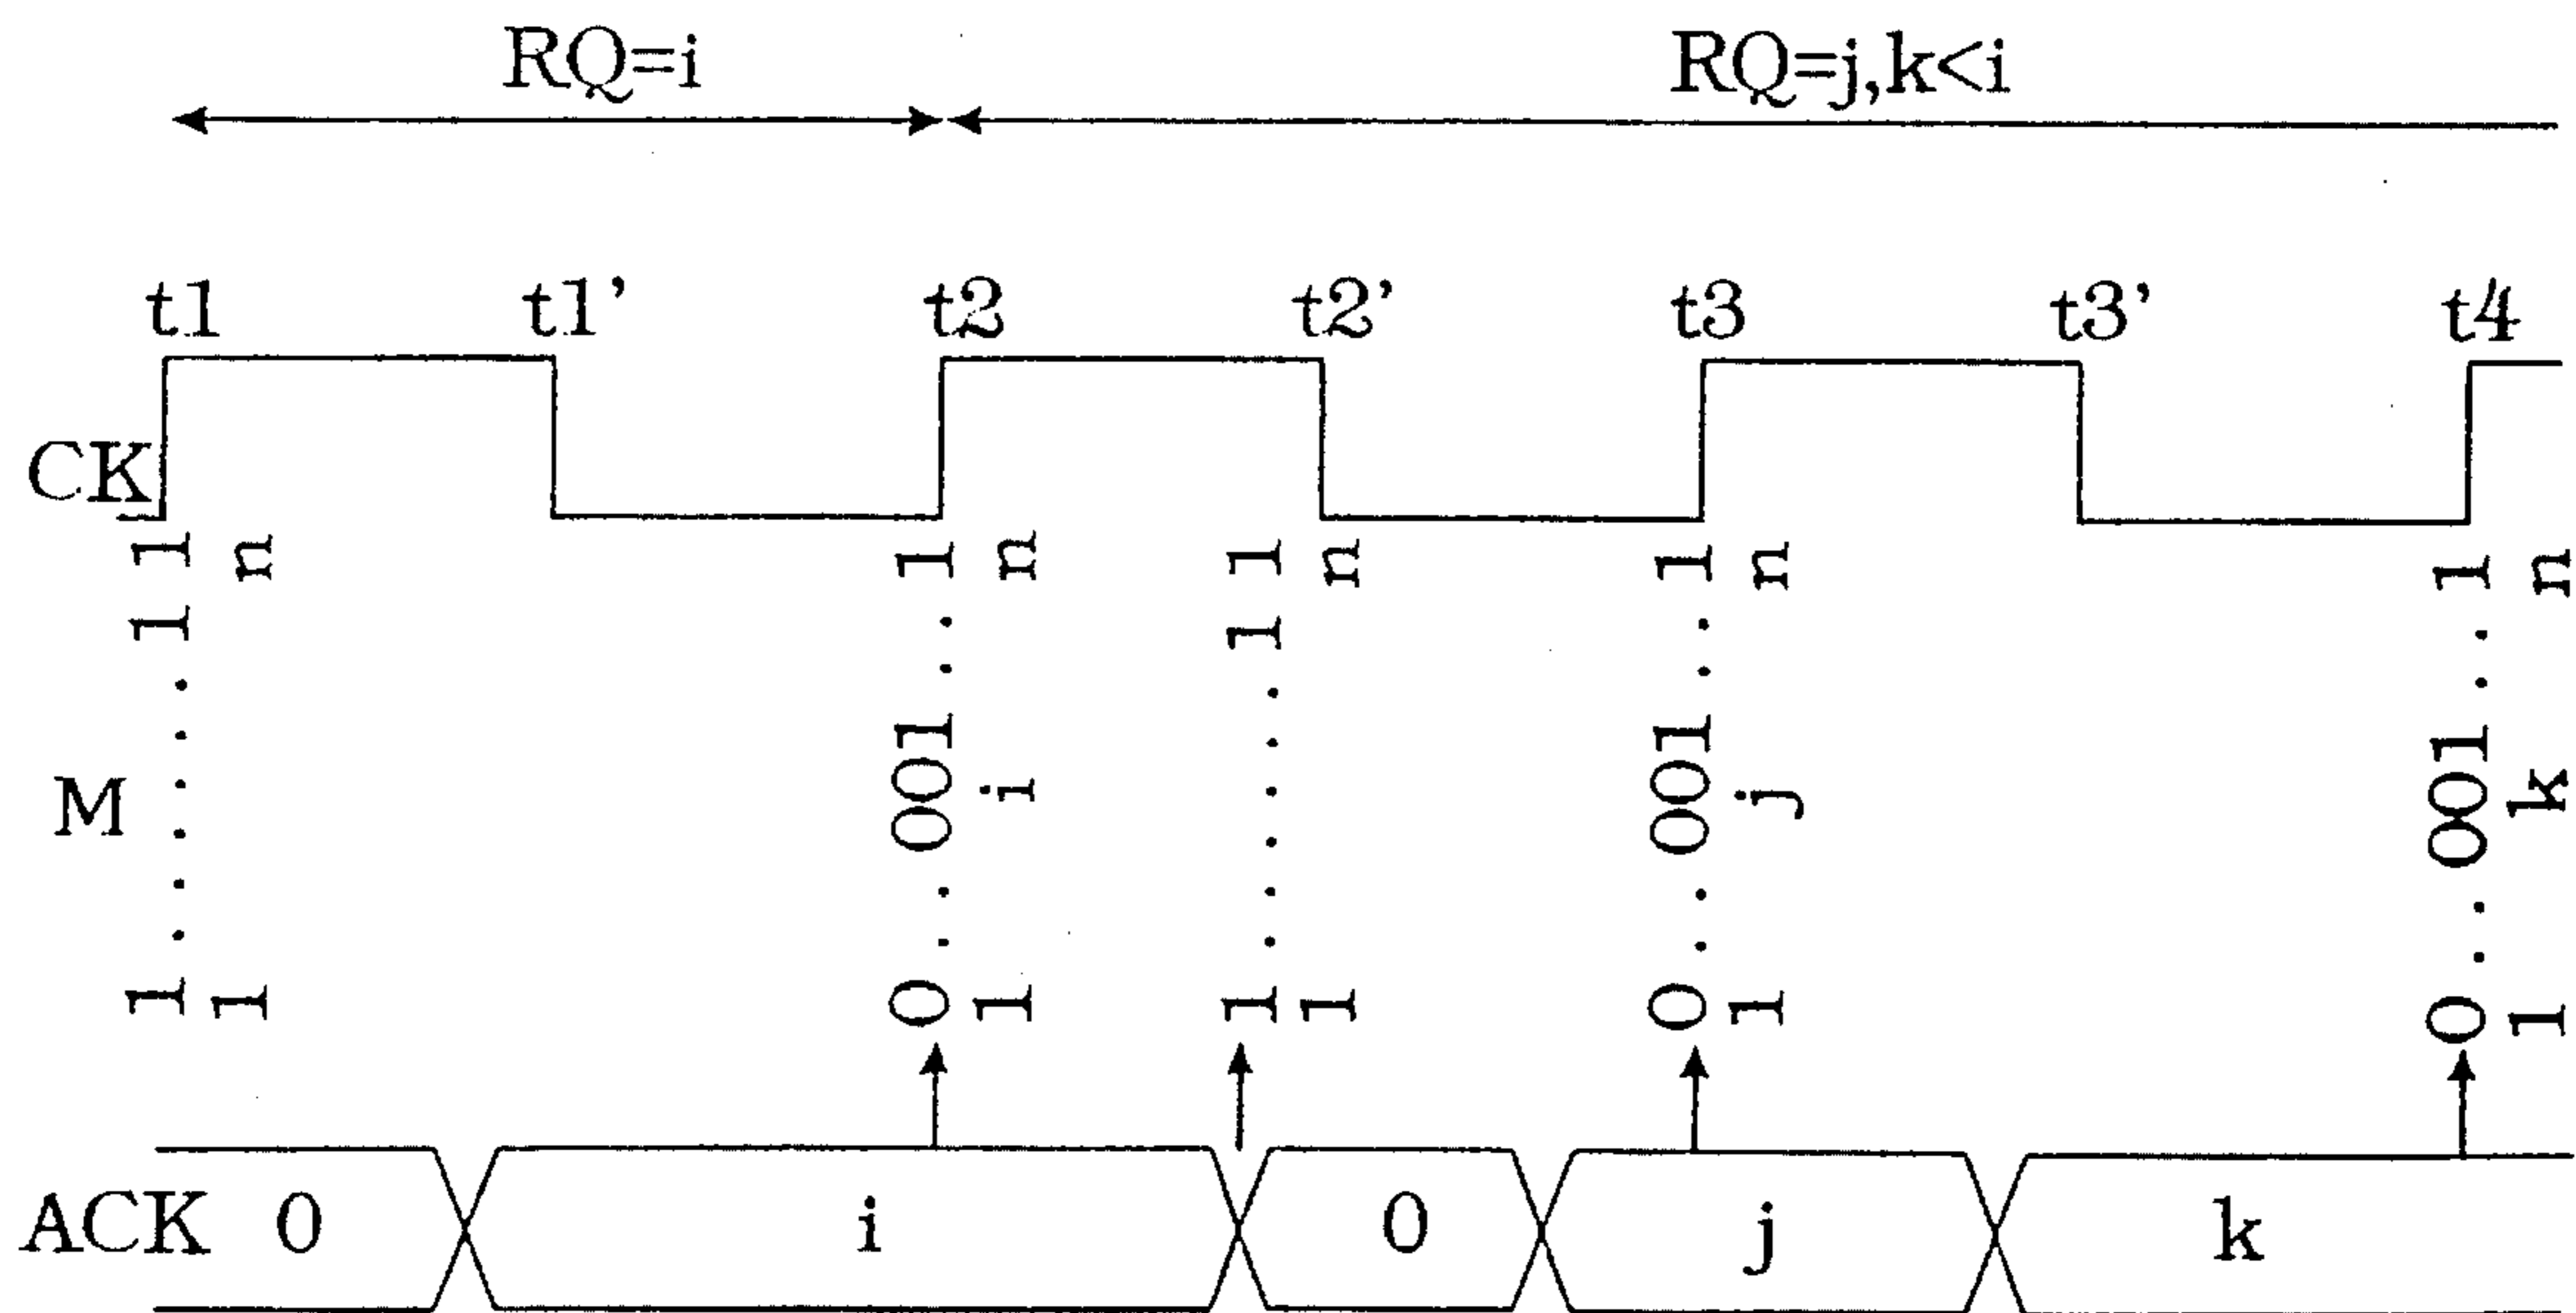 RQ=i
RQ=j,k<i
t1 t1' t2 t2' t3 t3' t4
CK
M
1 . . . . . . 1 1
1 n
0 . . 001 . . 1
1 i n
1 . . . . . . 1 1
1 n
0 . . 001 . . 1
1 j n
0 . . 001 . . 1
1 k n
ACK 0 i 0 j k